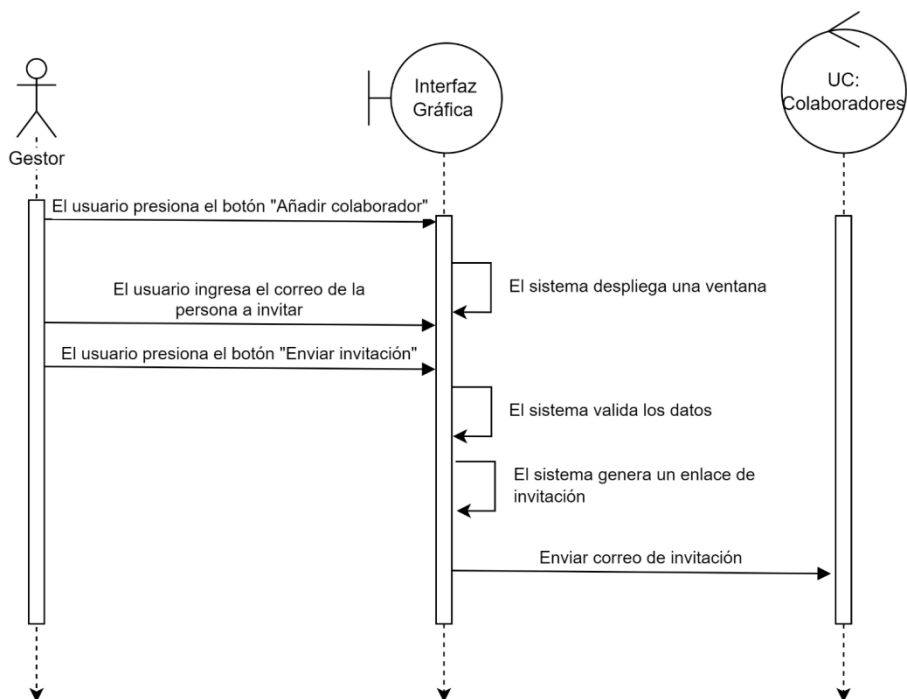 Interfaz
Gráfica
UC:
Colaboradores
Gestor
El usuario presiona el botón "Añadir colaborador"
El sistema despliega una ventana
El usuario ingresa el correo de la
persona a invitar
El usuario presiona el botón "Enviar invitación"
El sistema valida los datos
El sistema genera un enlace de
invitación
Enviar correo de invitación